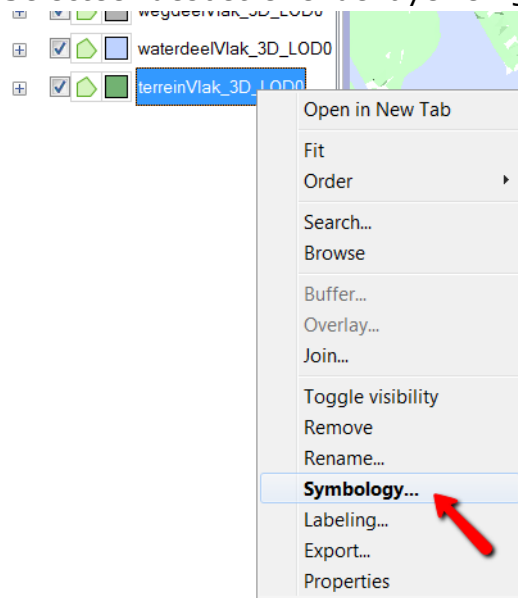 wegdeelVlak_3D_LOD0
waterdeelVlak_3D_LOD0
terreinVlak_3D_LOD0
Open in New Tab
Fit
Order
Search...
Browse
Buffer...
Overlay...
Join...
Toggle visibility
Remove
Rename...
Symbology...
Labeling...
Export...
Properties